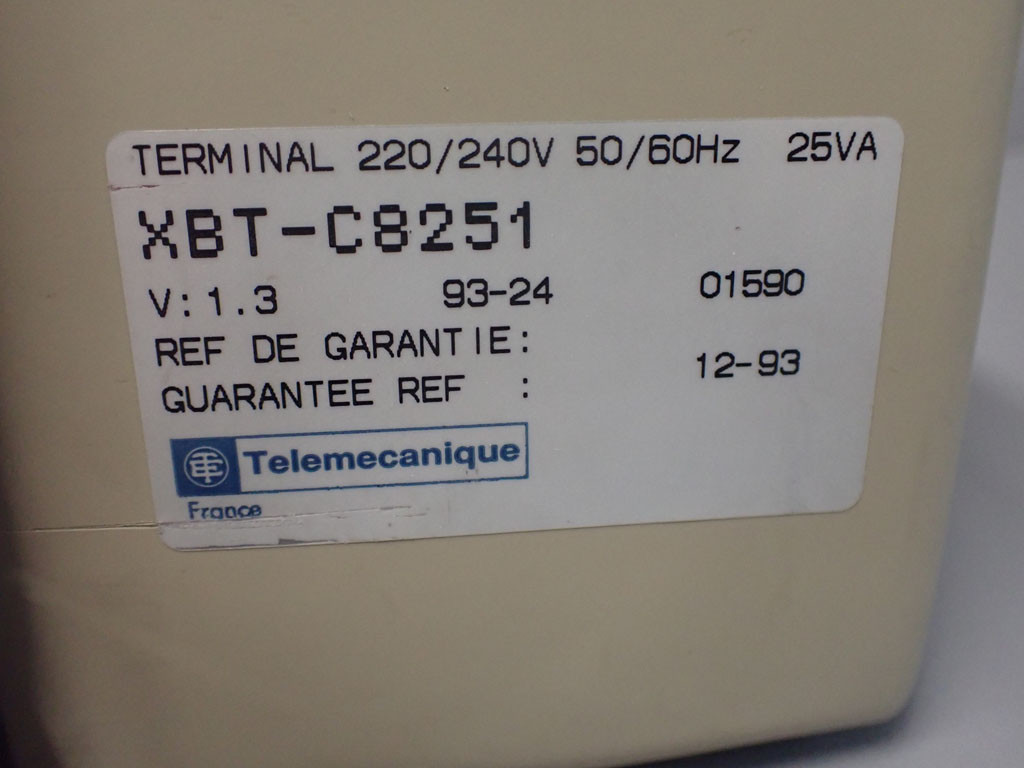 TERMINAL 220/240V 50/60Hz 25VA
XBT-C8251
V:1.3 93-24 01590
REF DE GARANTIE:
GUARANTEE REF : 12-93
TE Telemecanique
France